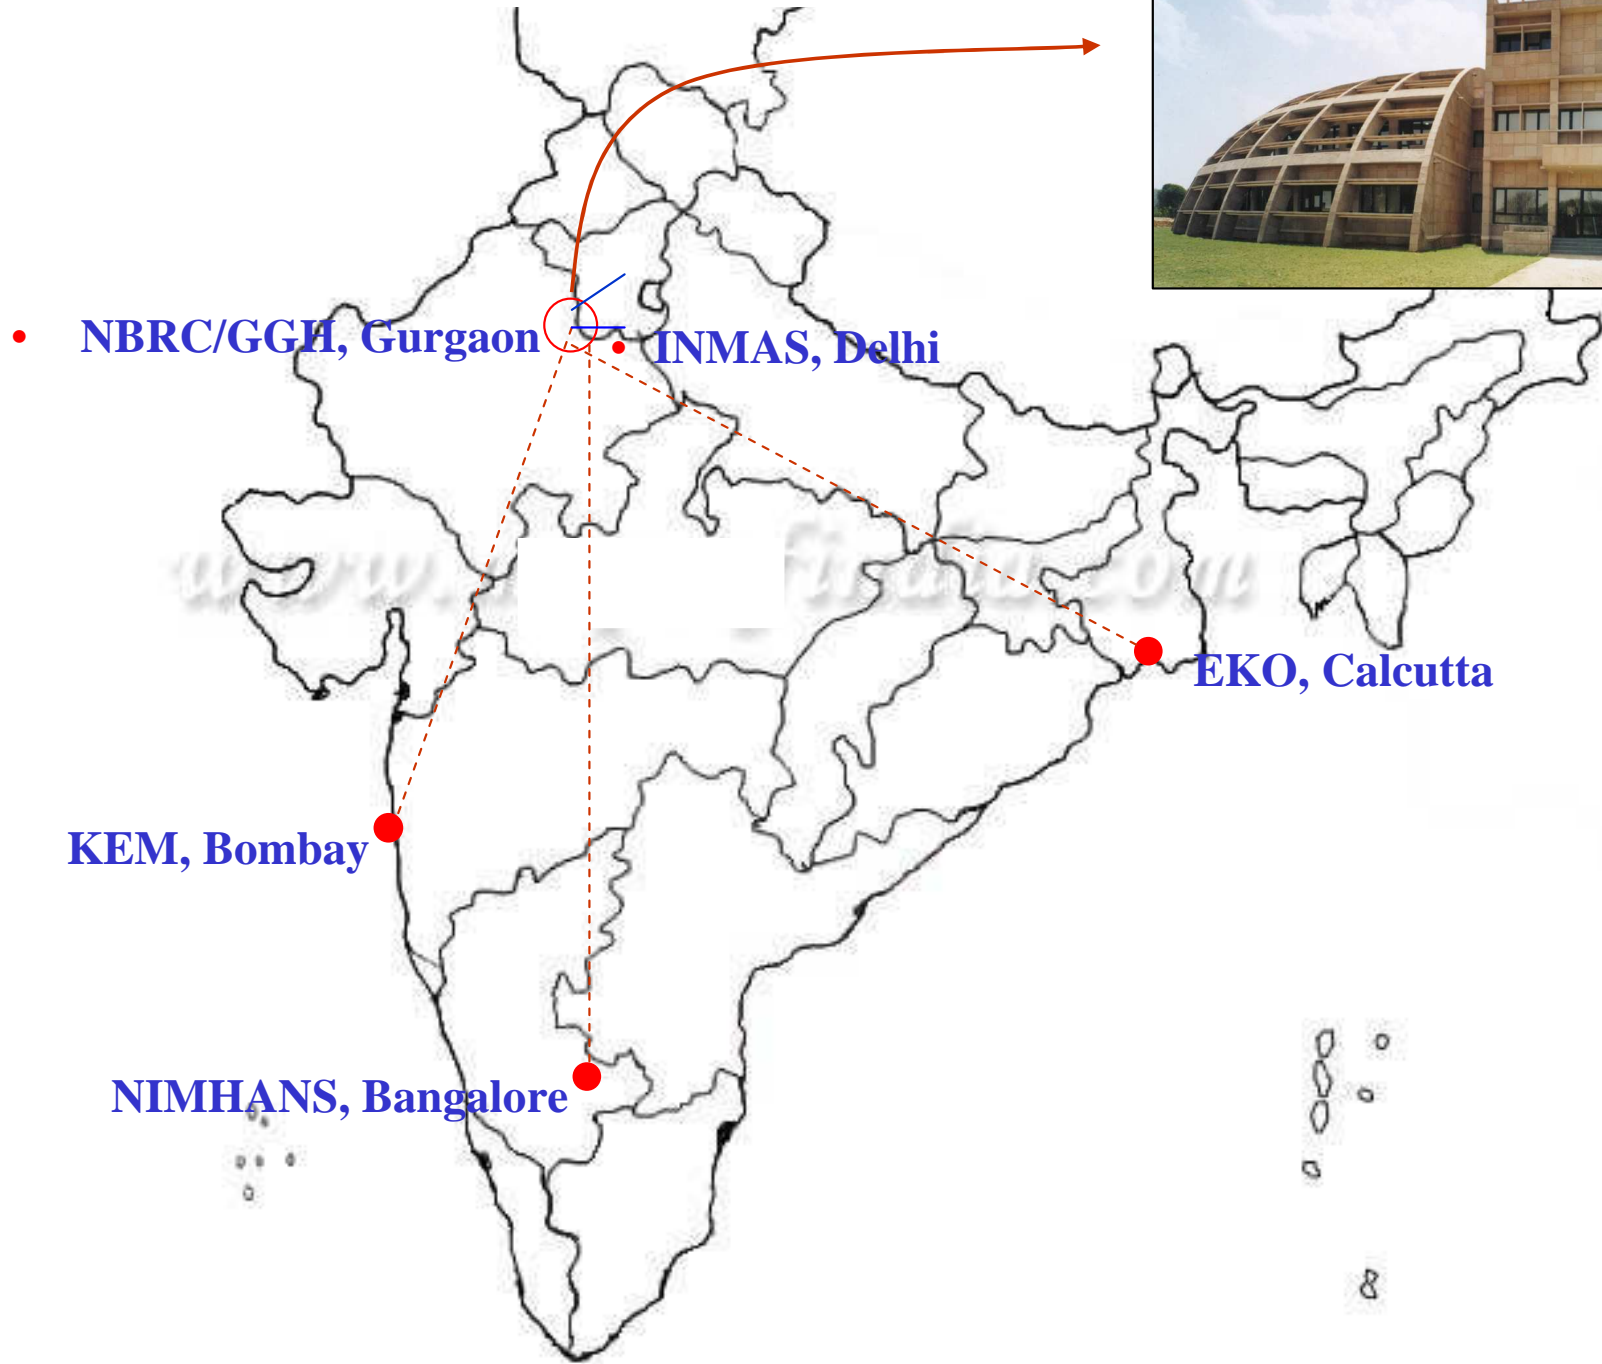 • NBRC/GGH, Gurgaon
• INMAS, Delhi
EKO, Calcutta
KEM, Bombay
NIMHANS, Bangalore